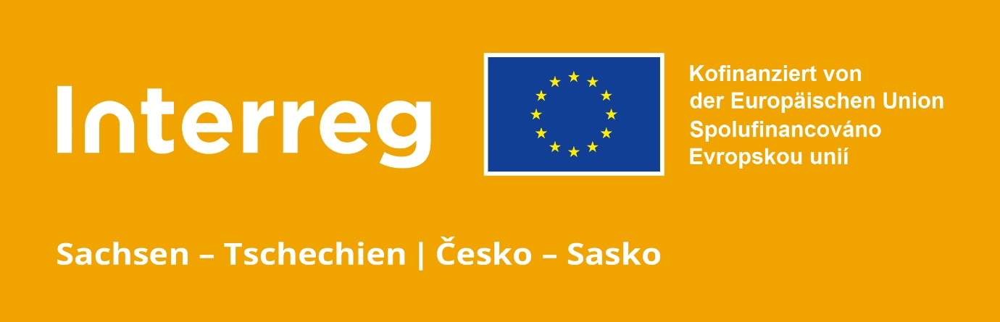 Interreg
Kofinanziert von
der Europäischen Union
Spolufinancováno
Evropskou unií
Sachsen – Tschechien | Česko – Sasko